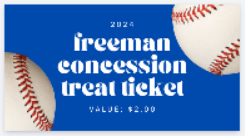 2024
freeman
concession
treat ticket
VALUE: $2.00